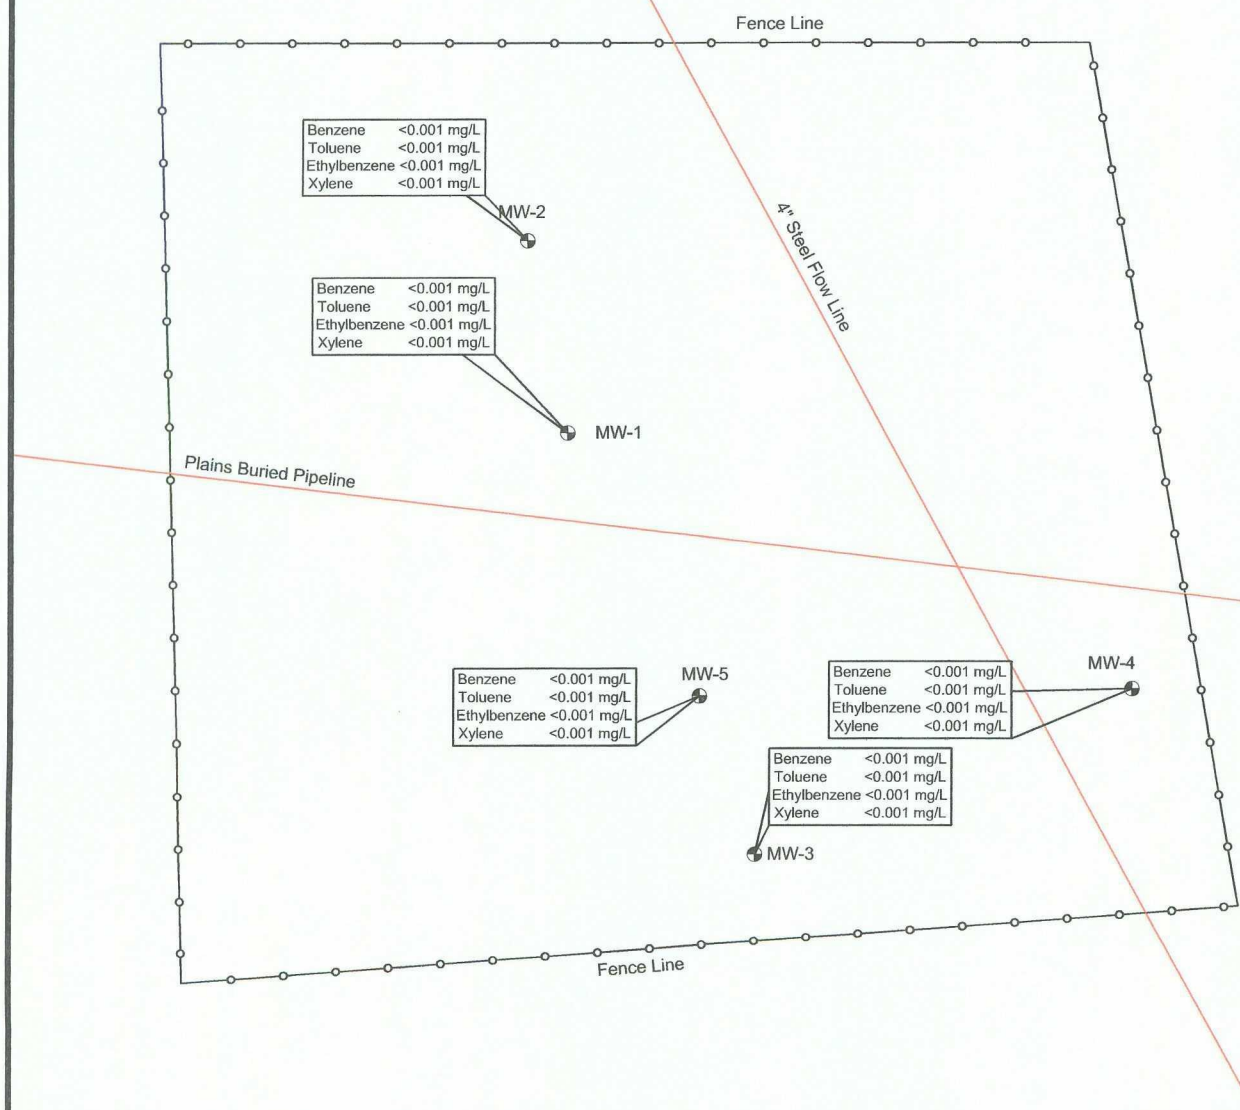 Fence Line
Benzene <0.001 mg/L
Toluene <0.001 mg/L
Ethylbenzene <0.001 mg/L
Xylene <0.001 mg/L
MW-2
4" Steel Flow Line
Benzene <0.001 mg/L
Toluene <0.001 mg/L
Ethylbenzene <0.001 mg/L
Xylene <0.001 mg/L
MW-1
Plains Buried Pipeline
Benzene <0.001 mg/L
Toluene <0.001 mg/L
Ethylbenzene <0.001 mg/L
Xylene <0.001 mg/L
MW-5
Benzene <0.001 mg/L
Toluene <0.001 mg/L
Ethylbenzene <0.001 mg/L
Xylene <0.001 mg/L
MW-4
Benzene <0.001 mg/L
Toluene <0.001 mg/L
Ethylbenzene <0.001 mg/L
Xylene <0.001 mg/L
MW-3
Fence Line